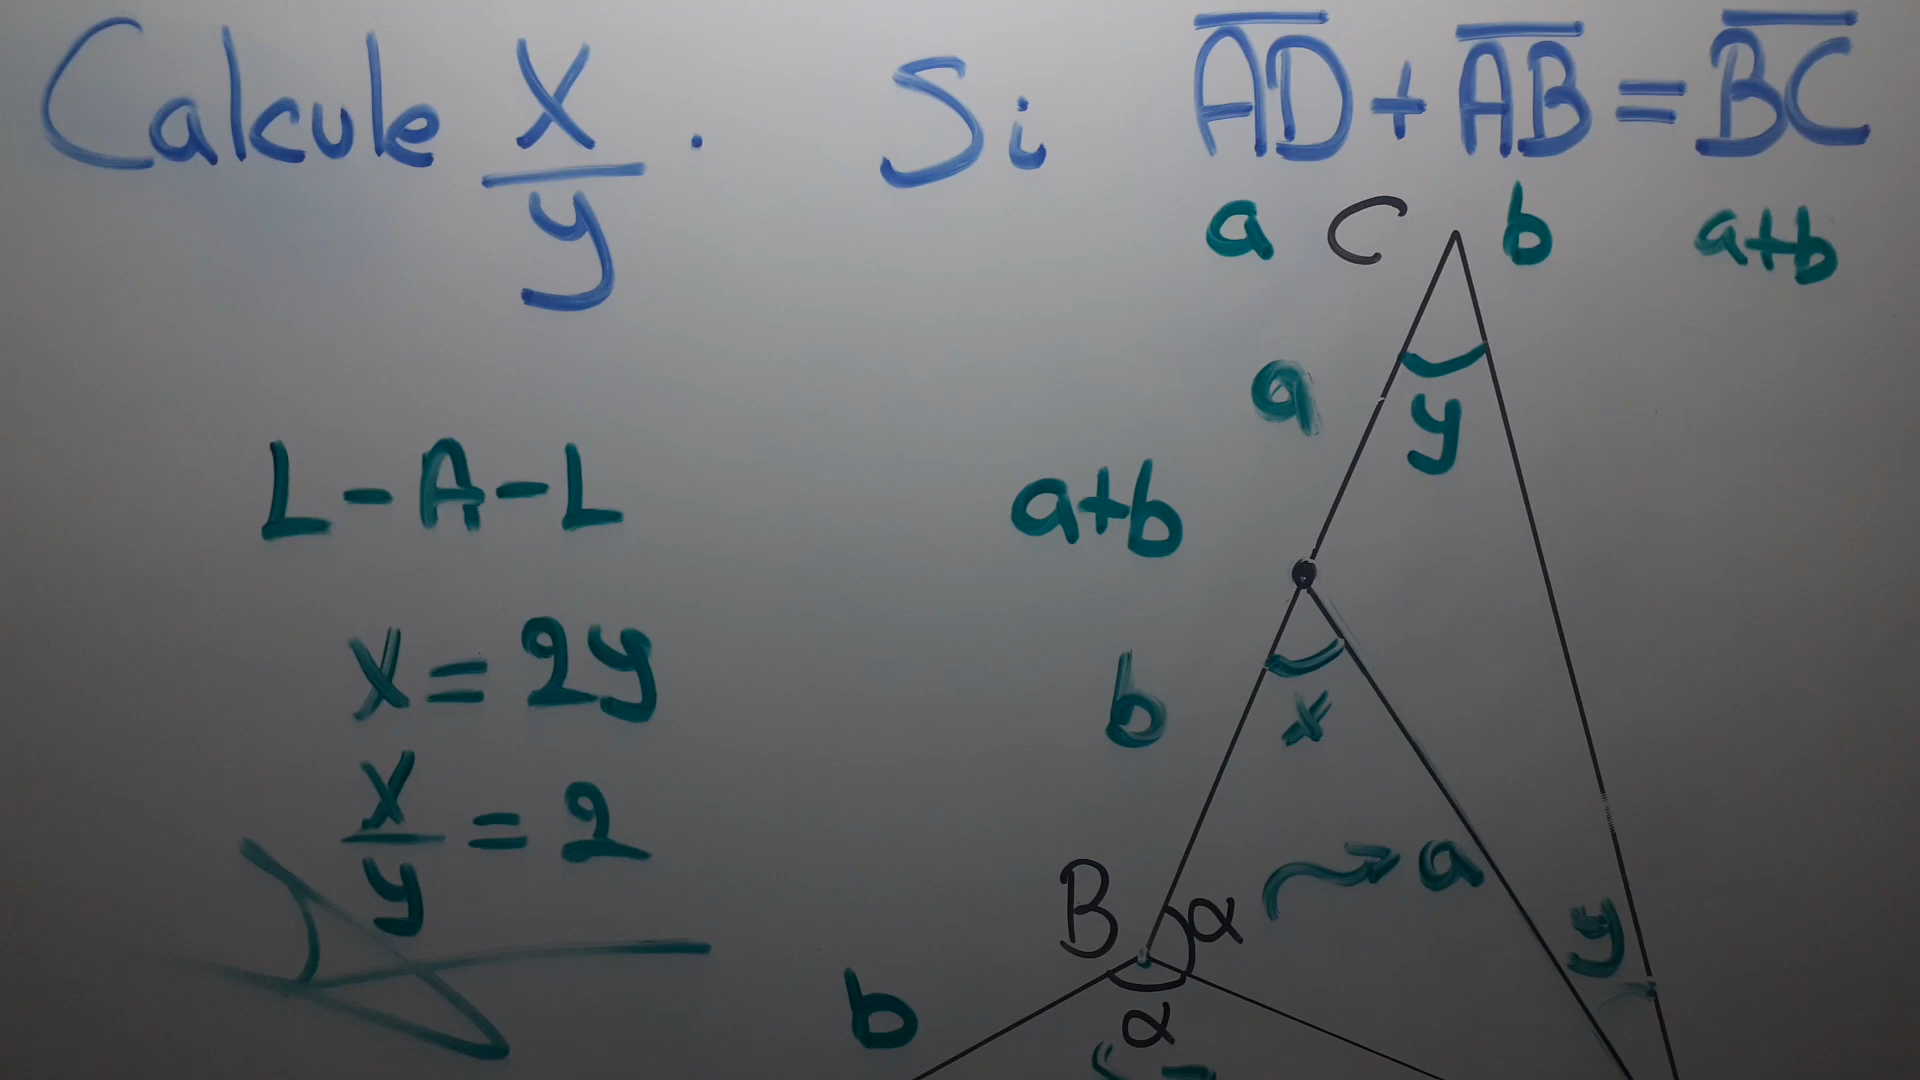 Calcule x/y. Si AD + AB = BC
a C b a+b
a
y
L-A-L
a+b
x=2y
b
x
x/y = 2
a
B α
y
b
α